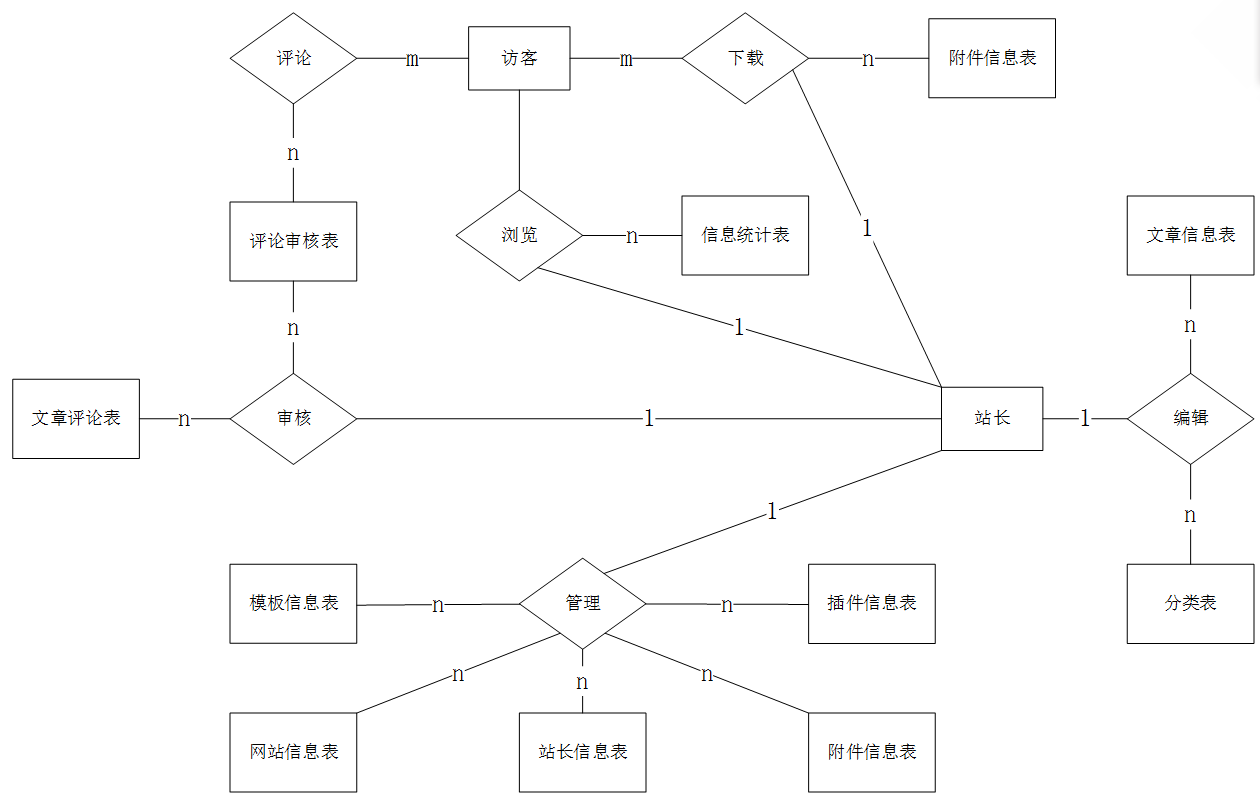 评论
m
访客
m
下载
n
附件信息表
n
评论审核表
浏览
n
信息统计表
1
文章信息表
n
1
n
文章评论表
n
审核
1
站长
1
编辑
1
n
模板信息表
n
管理
n
插件信息表
分类表
n
n
n
网站信息表
站长信息表
附件信息表